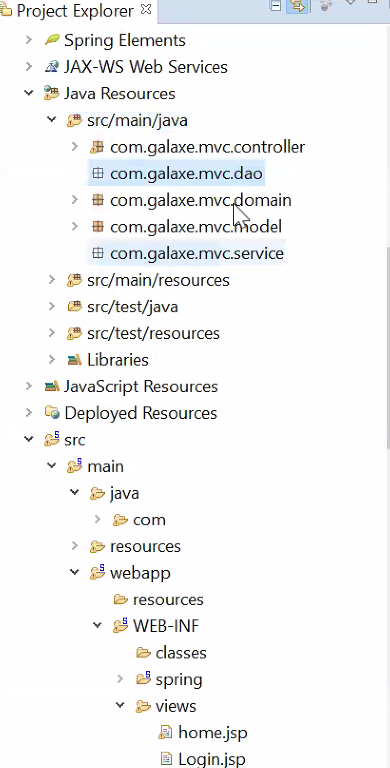 Project Explorer
Spring Elements
JAX-WS Web Services
Java Resources
src/main/java
com.galaxe.mvc.controller
com.galaxe.mvc.dao
com.galaxe.mvc.domain
com.galaxe.mvc.model
com.galaxe.mvc.service
src/main/resources
src/test/java
src/test/resources
Libraries
JavaScript Resources
Deployed Resources
src
main
java
com
resources
webapp
resources
WEB-INF
classes
spring
views
home.jsp
Login.jsp